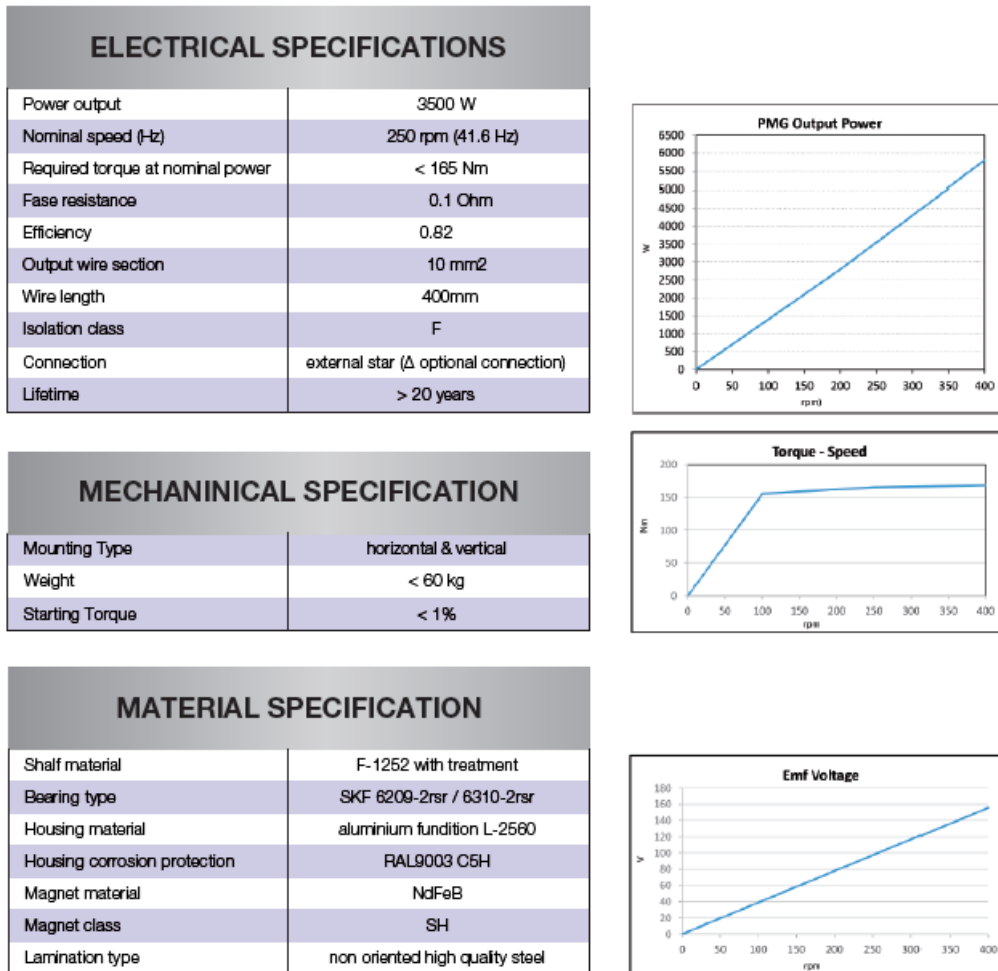 ELECTRICAL SPECIFICATIONS
Power output 3500 W
Nominal speed (Hz) 250 rpm (41.6 Hz)
Required torque at nominal power < 165 Nm
Fase resistance 0.1 Ohm
Efficiency 0.82
Output wire section 10 mm2
Wire length 400mm
Isolation class F
Connection external star (Δ optional connection)
Lifetime > 20 years
PMG Output Power
6500
6000
5500
5000
4500
4000
3500
3000
2500
2000
1500
1000
500
0
W
0 50 100 150 200 250 300 350 400
rpm)
MECHANINICAL SPECIFICATION
Mounting Type horizontal & vertical
Weight < 60 kg
Starting Torque < 1%
Torque - Speed
200
150
100
50
0
Nm
0 50 100 150 200 250 300 350 400
rpm
MATERIAL SPECIFICATION
Shalf material F-1252 with treatment
Bearing type SKF 6209-2rsr / 6310-2rsr
Housing material aluminium fundition L-2560
Housing corrosion protection RAL9003 C5H
Magnet material NdFeB
Magnet class SH
Lamination type non oriented high quality steel
Emf Voltage
180
160
140
120
100
80
60
40
20
0
V
0 50 100 150 200 250 300 350 400
rpm